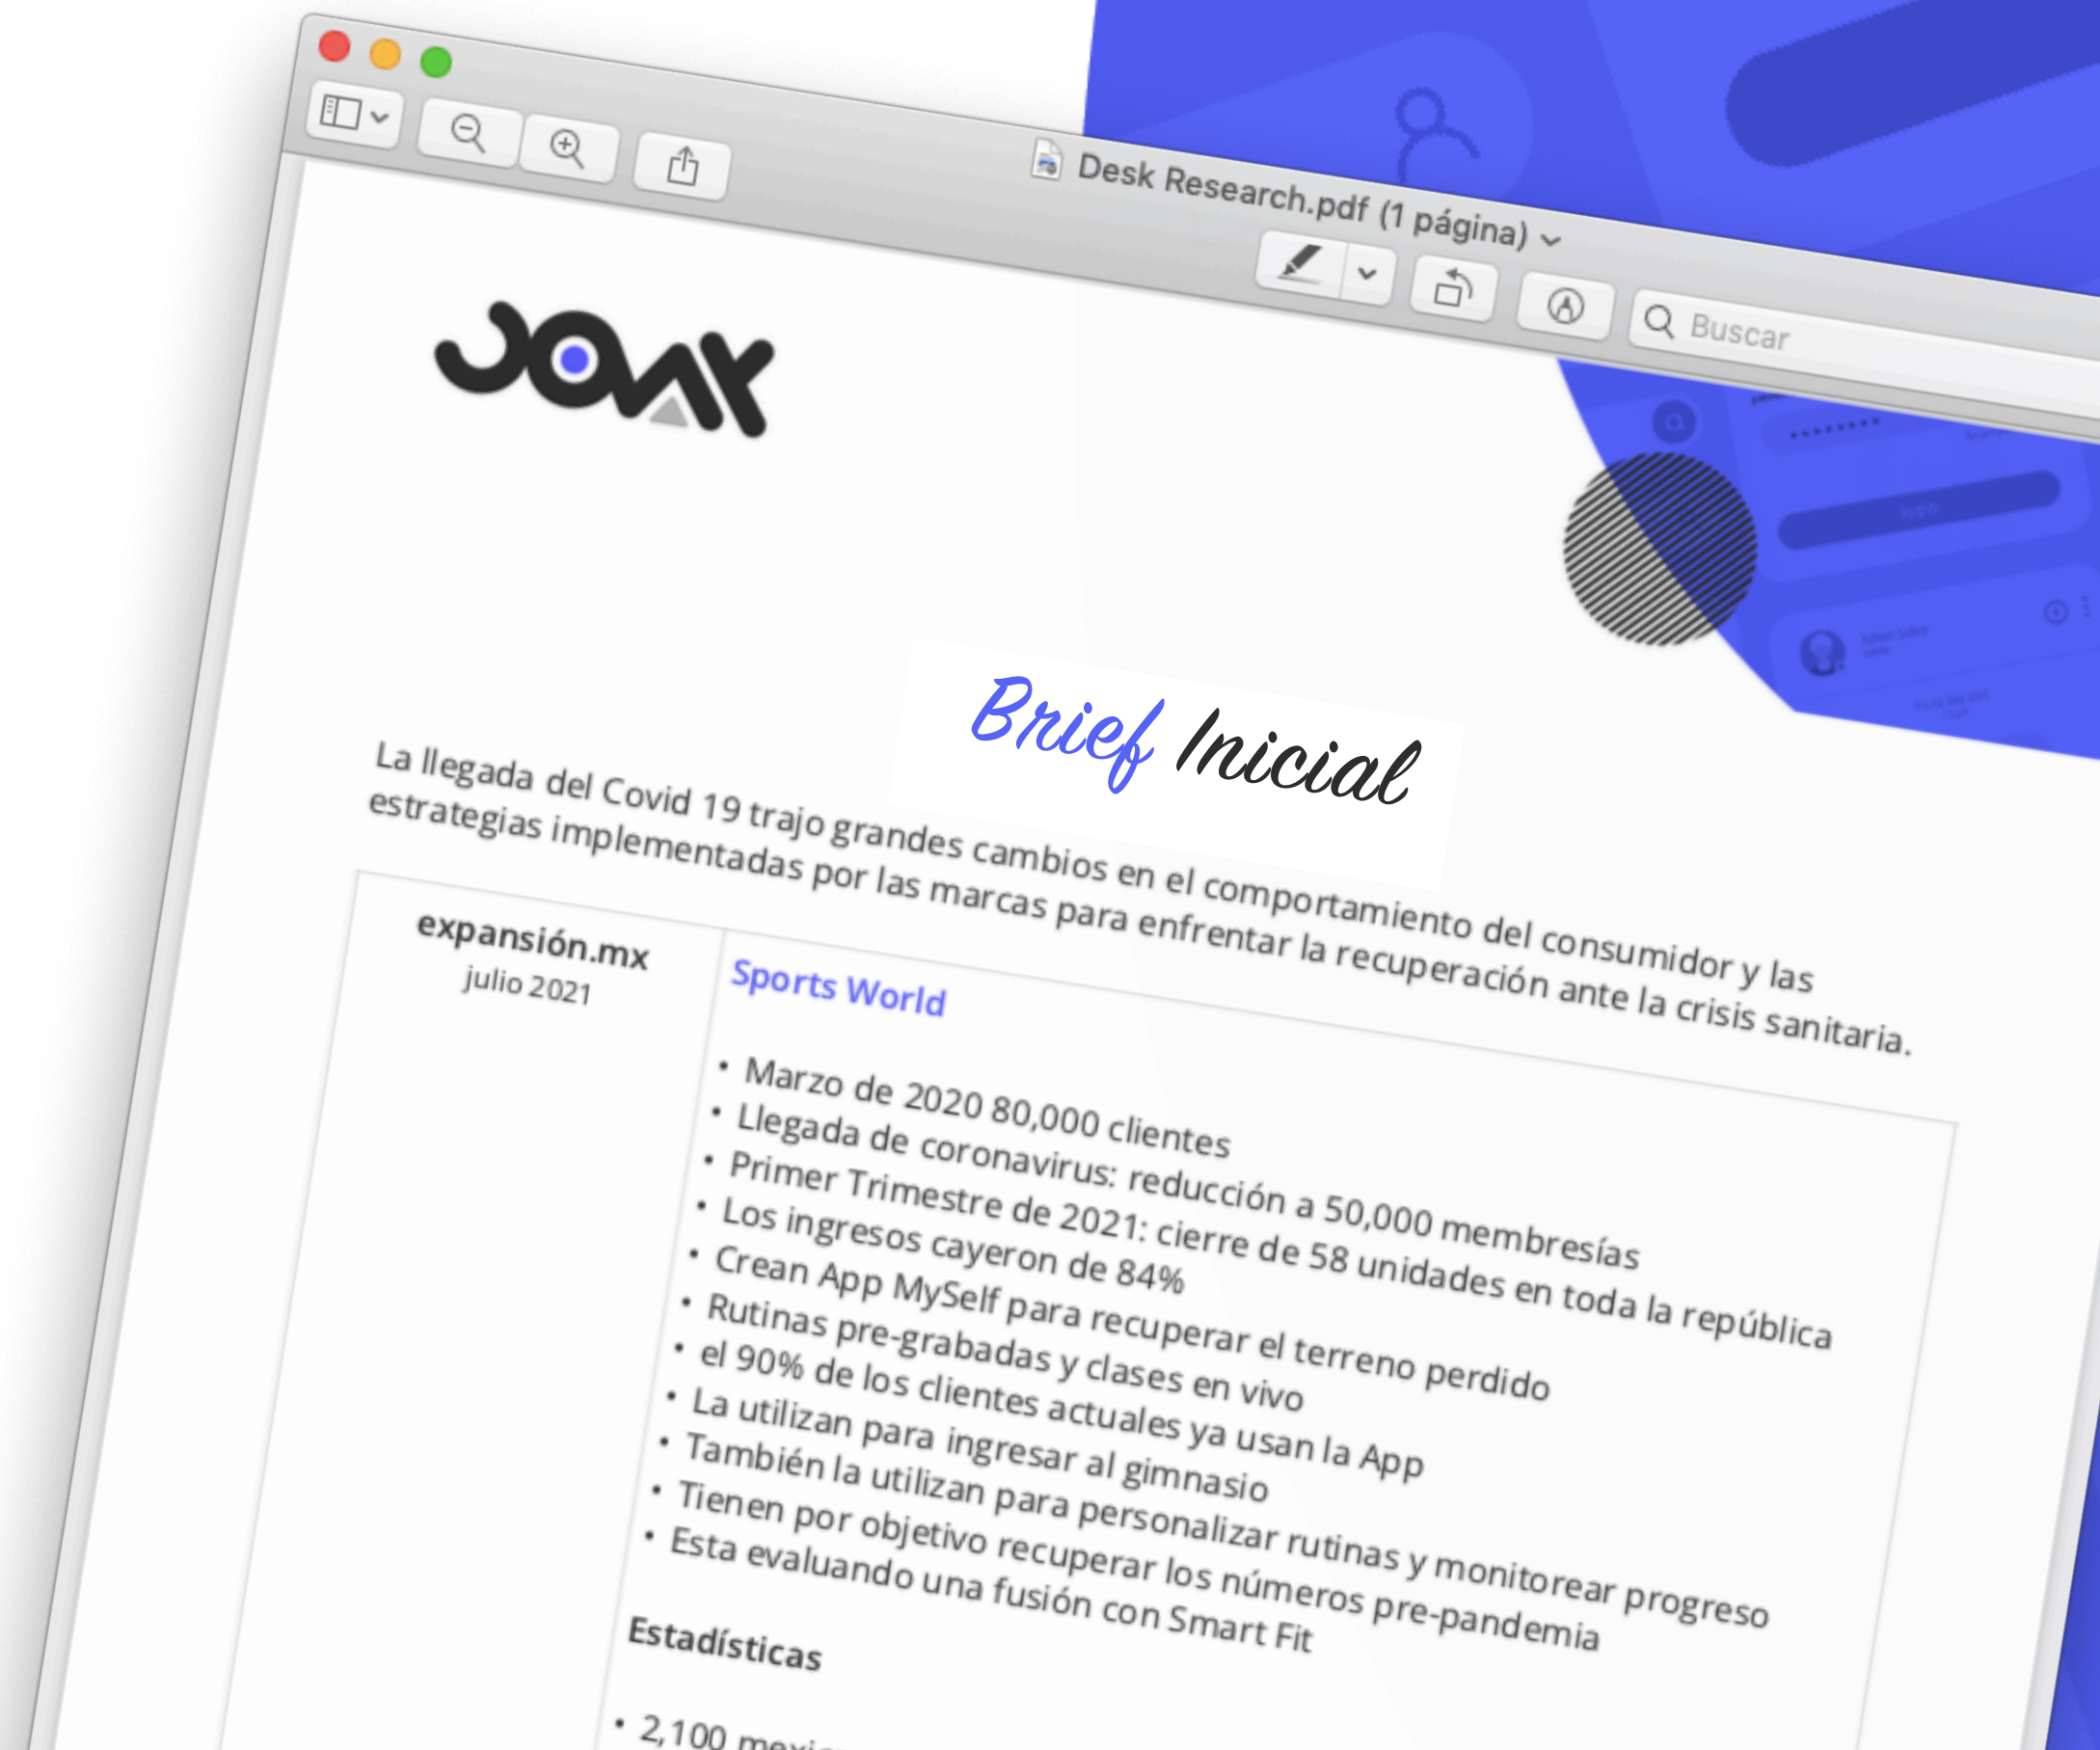 Desk Research.pdf (1 página)
Buscar
JOMX
login
Brief Inicial
La llegada del Covid 19 trajo grandes cambios en el comportamiento del consumidor y las
estrategias implementadas por las marcas para enfrentar la recuperación ante la crisis sanitaria.
expansión.mx
julio 2021
Sports World
• Marzo de 2020 80,000 clientes
• Llegada de coronavirus: reducción a 50,000 membresías
• Primer Trimestre de 2021: cierre de 58 unidades en toda la república
• Los ingresos cayeron de 84%
• Crean App MySelf para recuperar el terreno perdido
• Rutinas pre-grabadas y clases en vivo
• el 90% de los clientes actuales ya usan la App
• La utilizan para ingresar al gimnasio
• También la utilizan para personalizar rutinas y monitorear progreso
• Tienen por objetivo recuperar los números pre-pandemia
• Esta evaluando una fusión con Smart Fit
Estadísticas
• 2,100